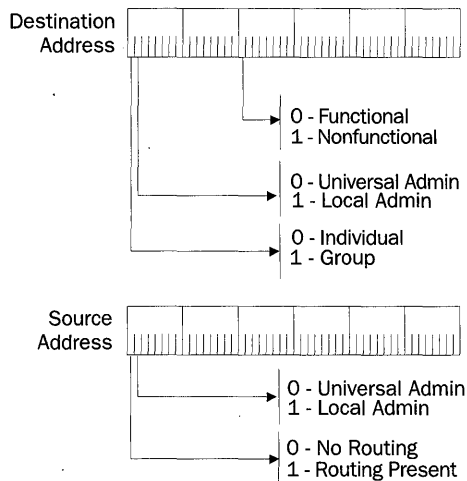 Destination
Address
0 - Functional
1 - Nonfunctional
0 - Universal Admin
1 - Local Admin
0 - Individual
1 - Group
Source
Address
0 - Universal Admin
1 - Local Admin
0 - No Routing
1 - Routing Present